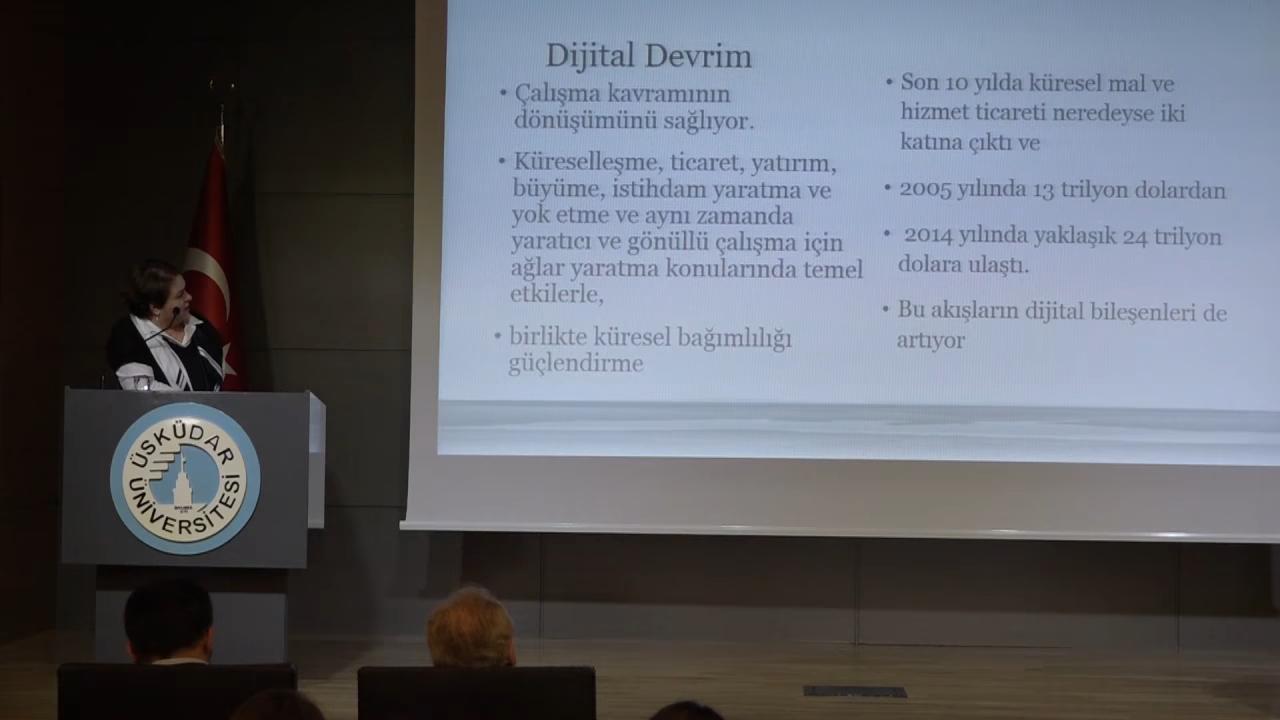 Dijital Devrim
• Çalışma kavramının
dönüşümünü sağlıyor.
• Küreselleşme, ticaret, yatırım,
büyüme, istihdam yaratma ve
yok etme ve aynı zamanda
yaratıcı ve gönüllü çalışma için
ağlar yaratma konularında temel
etkilerle,
• birlikte küresel bağımlılığı
güçlendirme
• Son 10 yılda küresel mal ve
hizmet ticareti neredeyse iki
katına çıktı ve
• 2005 yılında 13 trilyon dolardan
• 2014 yılında yaklaşık 24 trilyon
dolara ulaştı.
• Bu akışların dijital bileşenleri de
artıyor
ÜSKÜDAR
ÜNİVERSİTESİ